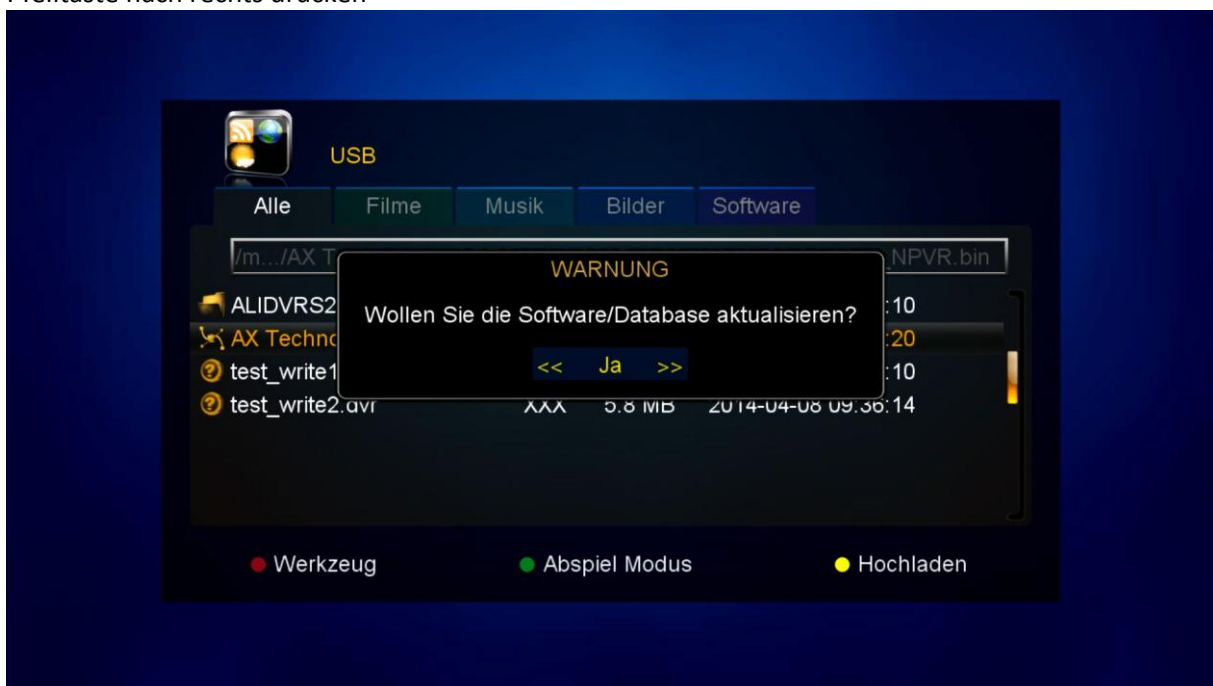 Pfeiltaste nach rechts drücken
USB
Alle Filme Musik Bilder Software
/m.../AX T NPVR.bin
WARNUNG
Wollen Sie die Software/Database aktualisieren?
<< Ja >>
ALIDVRS2 :10
AX Techno :20
test_write1 :10
test_write2.dvr XXX 5.8 MB 2014-04-08 09:36:14
Werkzeug Abspiel Modus Hochladen